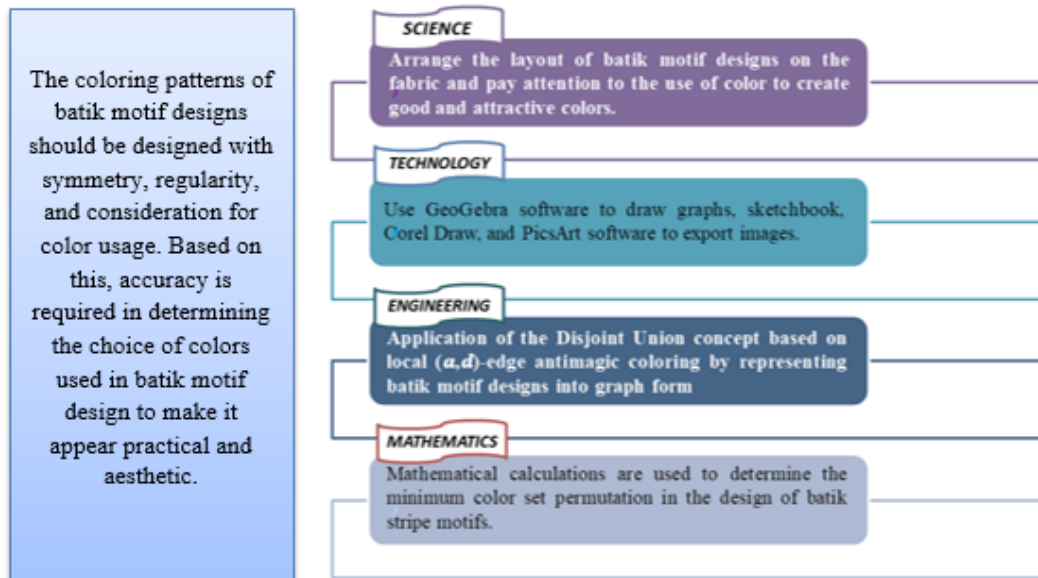 The coloring patterns of
batik motif designs
should be designed with
symmetry, regularity,
and consideration for
color usage. Based on
this, accuracy is
required in determining
the choice of colors
used in batik motif
design to make it
appear practical and
aesthetic.
SCIENCE
Arrange the layout of batik motif designs on the
fabric and pay attention to the use of color to create
good and attractive colors.
TECHNOLOGY
Use GeoGebra software to draw graphs, sketchbook,
Corel Draw, and PicsArt software to export images.
ENGINEERING
Application of the Disjoint Union concept based on
local (a,d)-edge antimagic coloring by representing
batik motif designs into graph form
MATHEMATICS
Mathematical calculations are used to determine the
minimum color set permutation in the design of batik
stripe motifs.